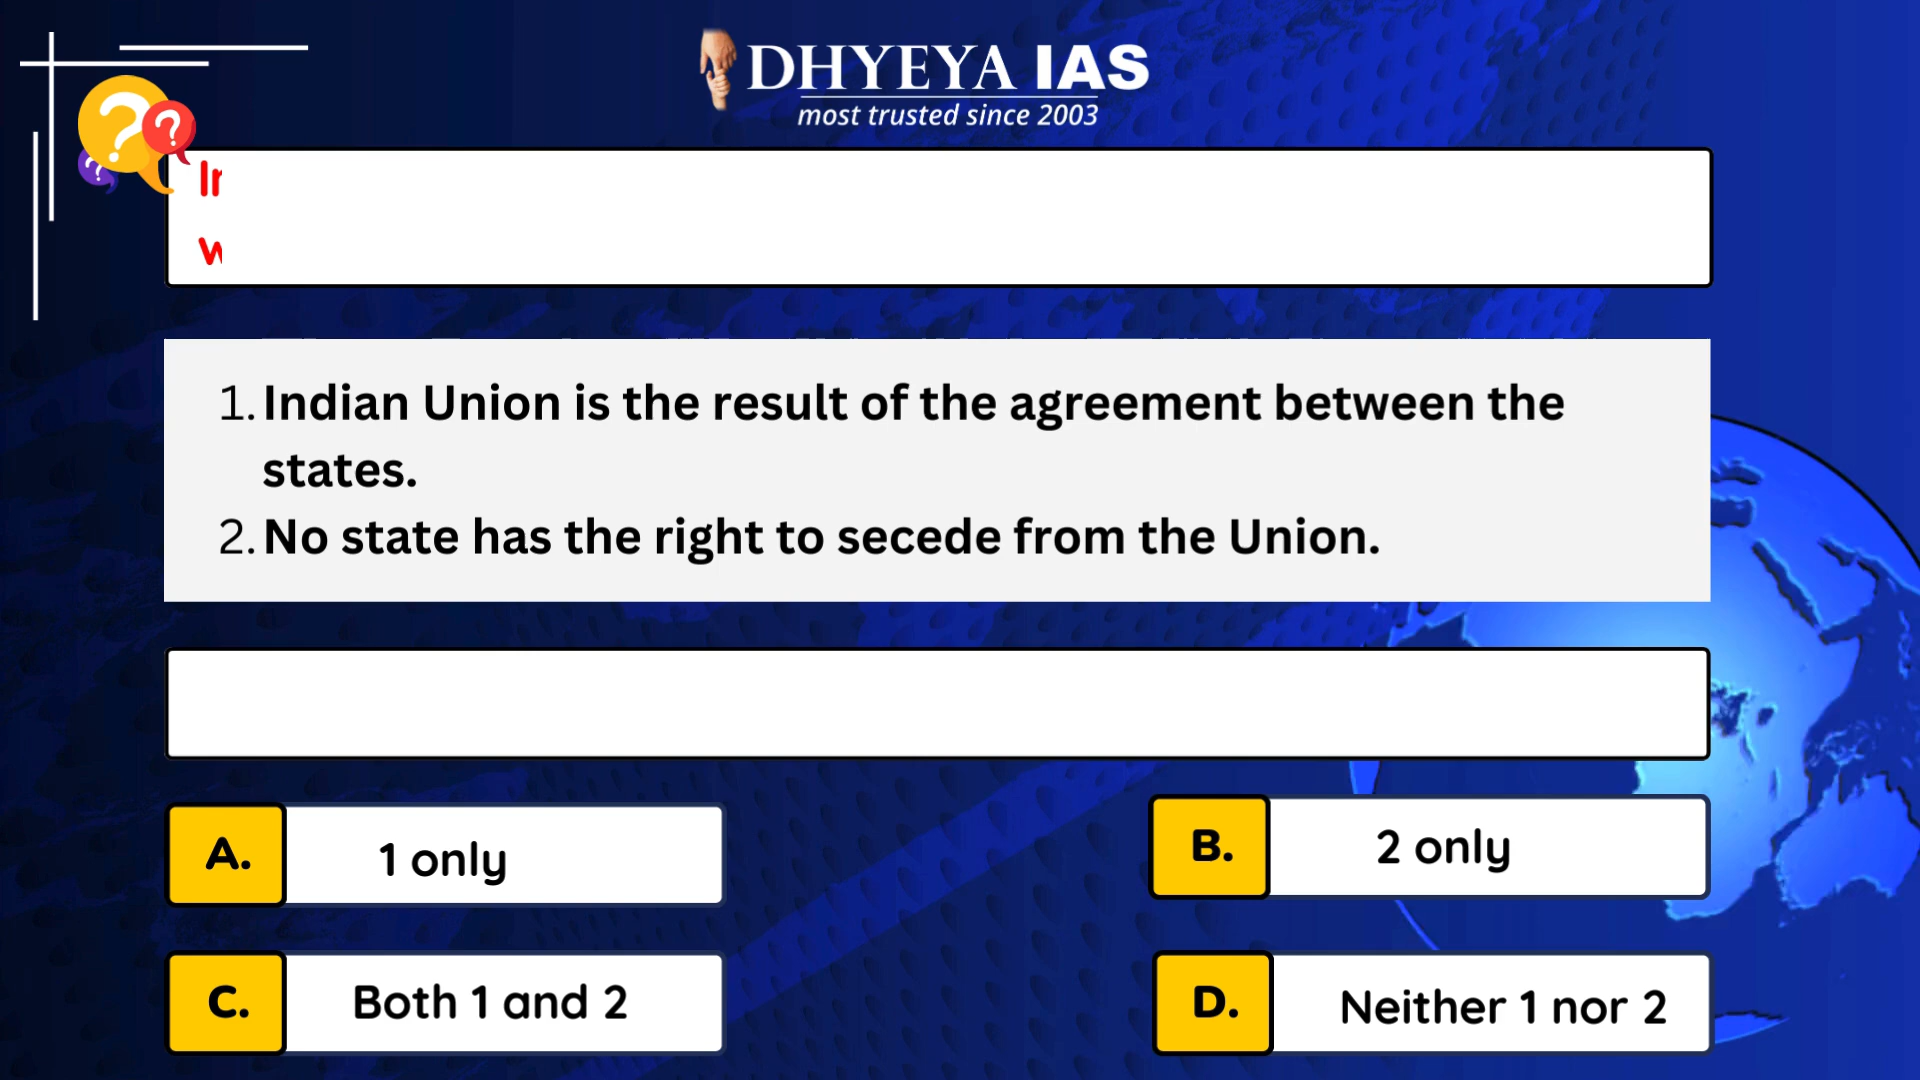 DHYEYA IAS
most trusted since 2003
1. Indian Union is the result of the agreement between the
states.
2. No state has the right to secede from the Union.
A. 1 only
B. 2 only
C. Both 1 and 2
D. Neither 1 nor 2